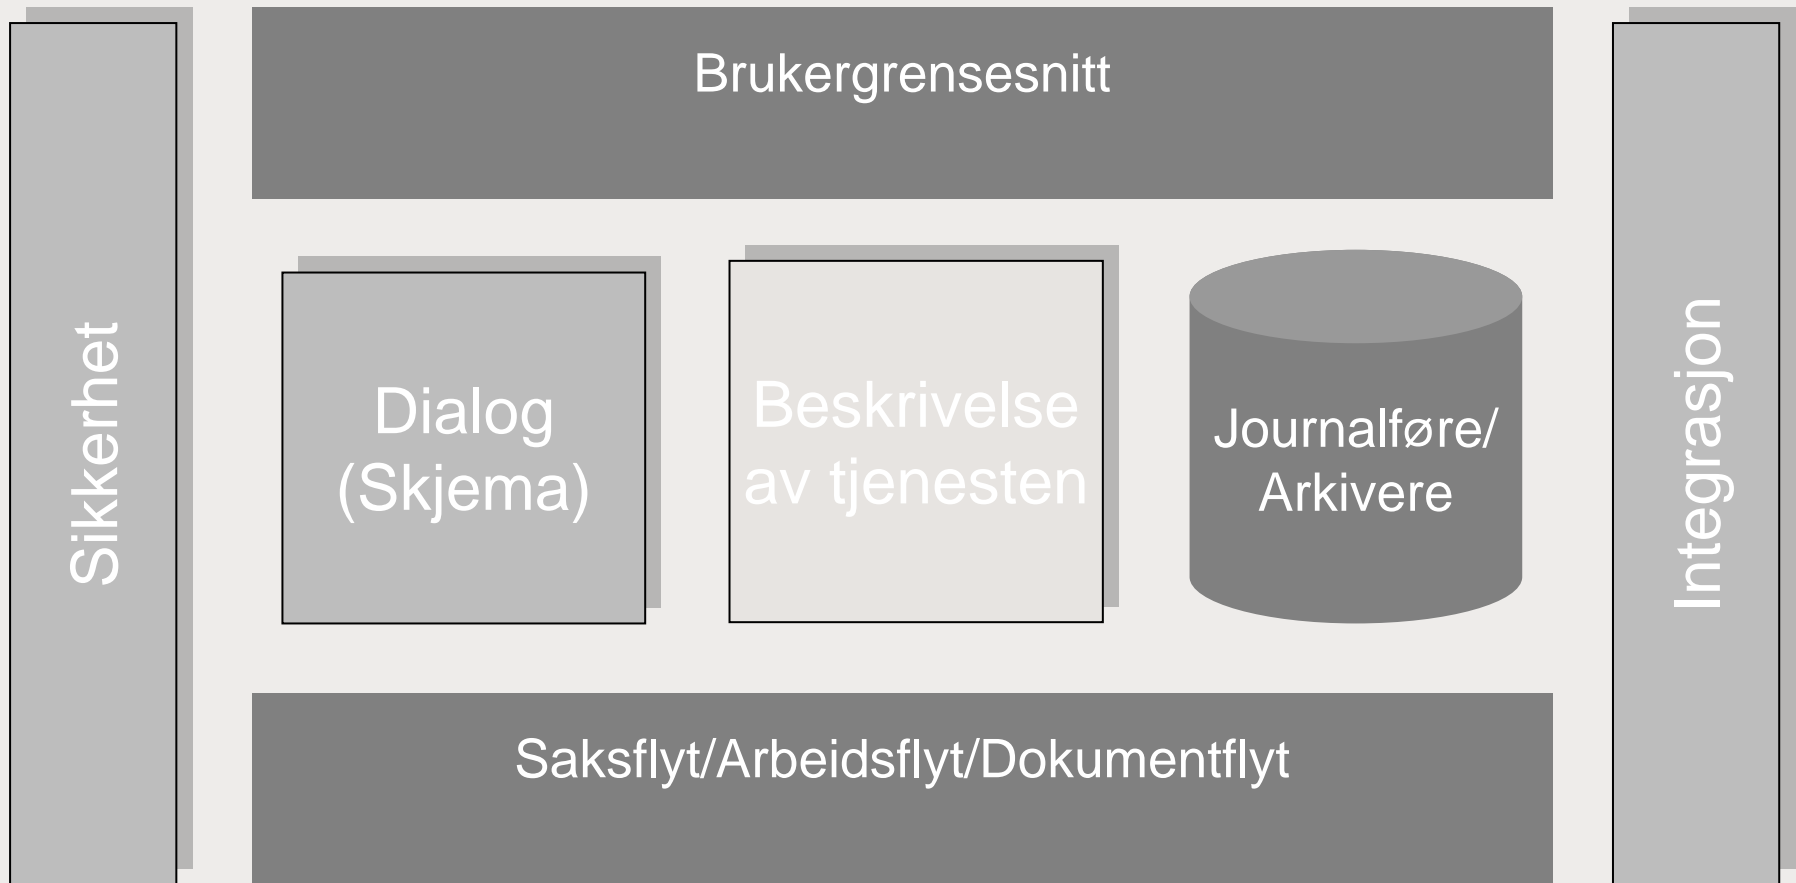 Brukergrensesnitt
Sikkerhet
Dialog
(Skjema)
Beskrivelse
av tjenesten
Journalføre/
Arkivere
Integrasjon
Saksflyt/Arbeidsflyt/Dokumentflyt